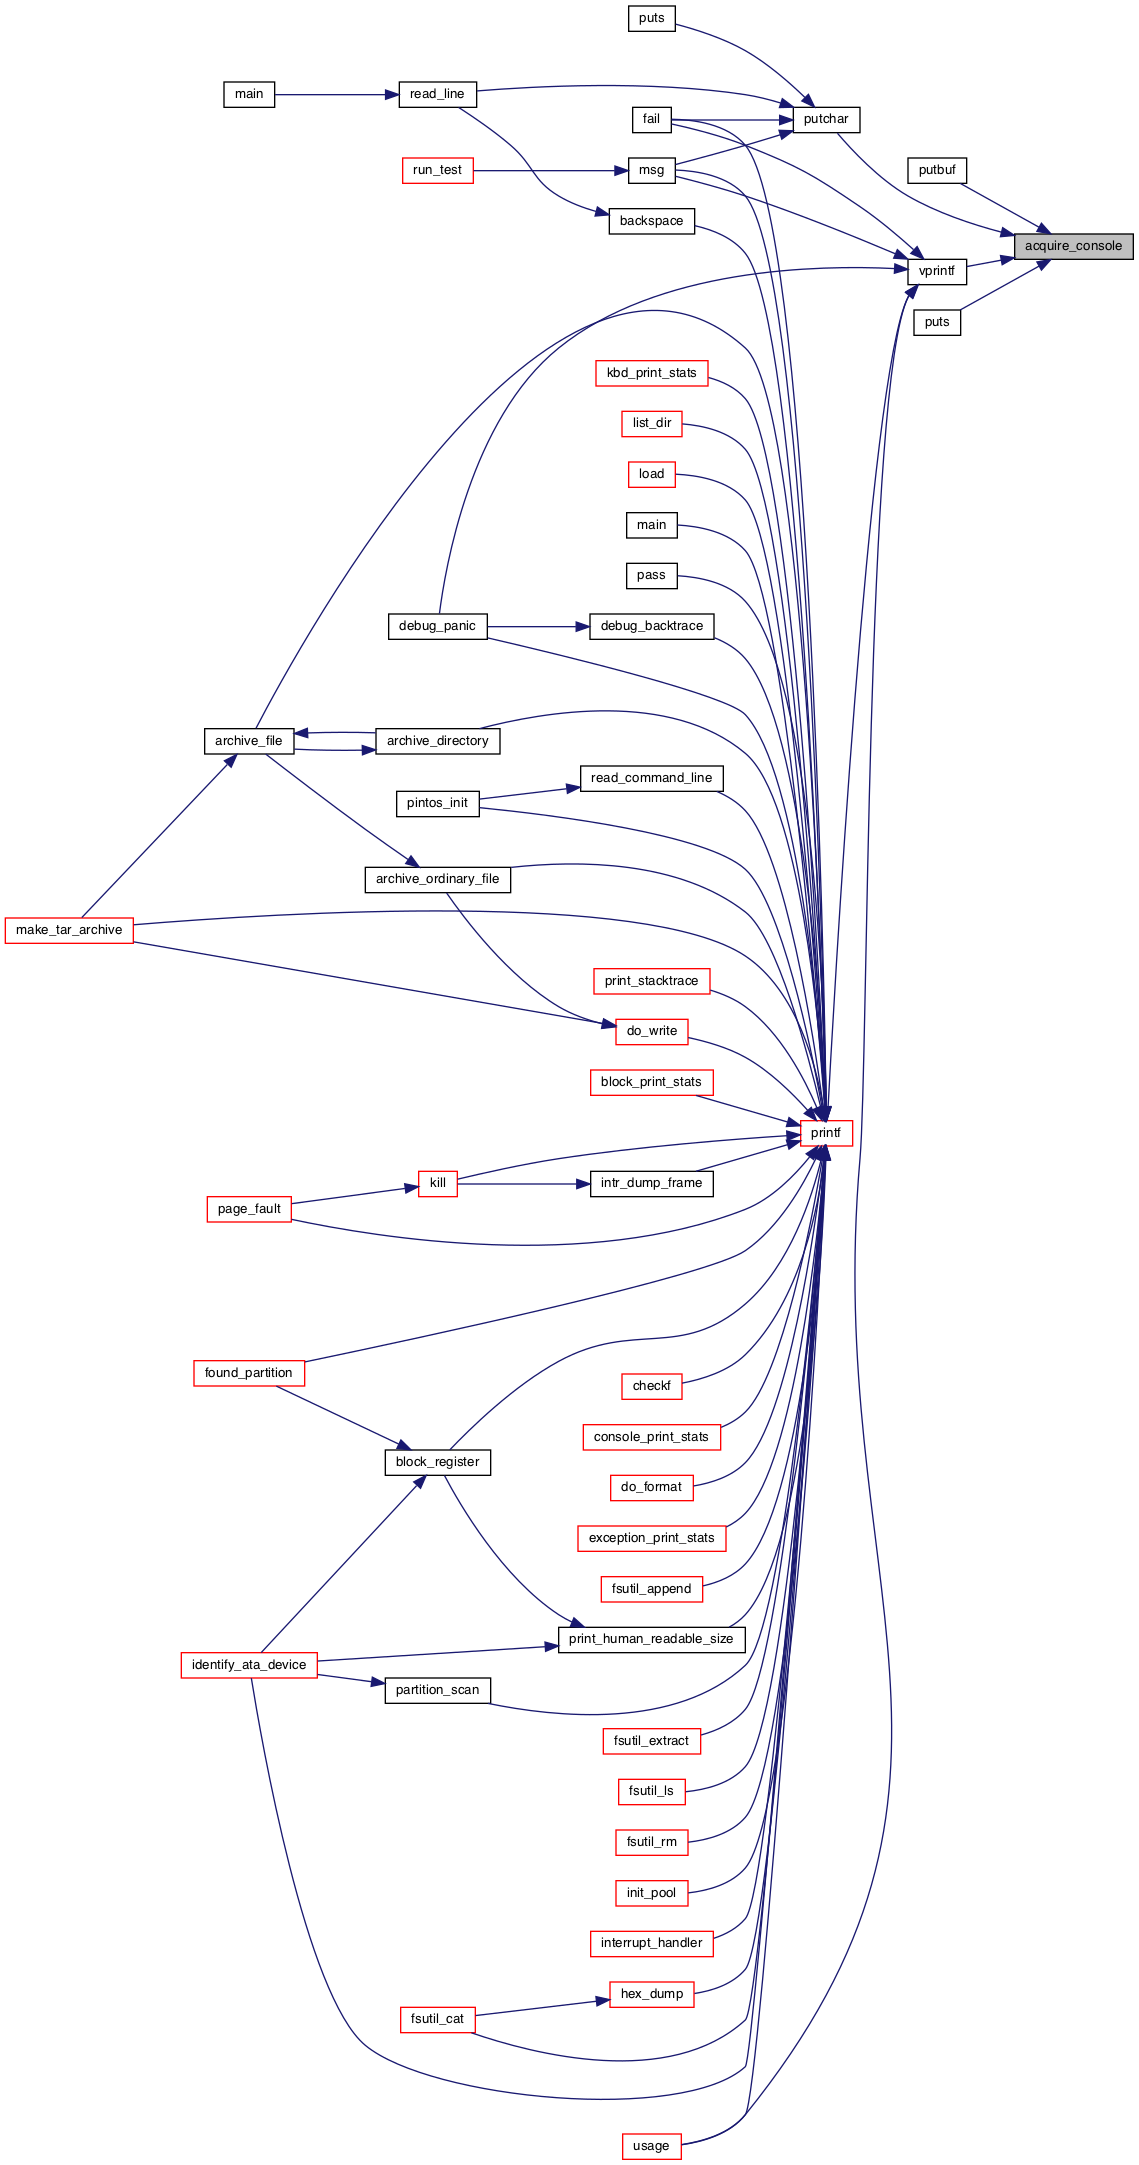 puts
main
read_line
fail
putchar
run_test
msg
putbuf
backspace
acquire_console
vprintf
puts
kbd_print_stats
list_dir
load
main
pass
debug_panic
debug_backtrace
archive_file
archive_directory
read_command_line
pintos_init
archive_ordinary_file
make_tar_archive
print_stacktrace
do_write
block_print_stats
printf
kill
intr_dump_frame
page_fault
found_partition
checkf
console_print_stats
block_register
do_format
exception_print_stats
fsutil_append
print_human_readable_size
identify_ata_device
partition_scan
fsutil_extract
fsutil_ls
fsutil_rm
init_pool
interrupt_handler
hex_dump
fsutil_cat
usage